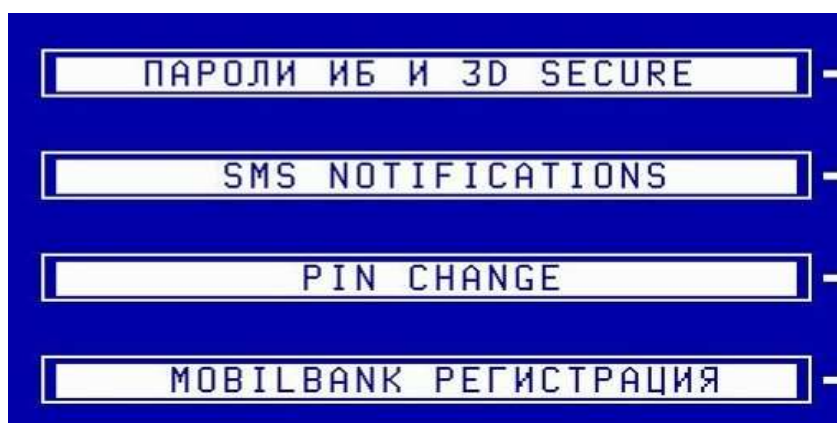 ПАРОЛИ ИБ И 3D SECURE
SMS NOTIFICATIONS
PIN CHANGE
MOBILBANK РЕГИСТРАЦИЯ